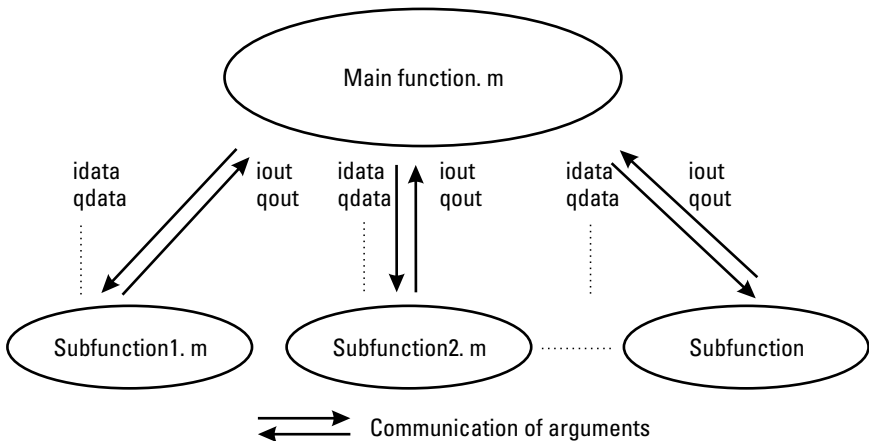 Main function. m
idata
qdata
iout
qout
idata
qdata
iout
qout
idata
qdata
iout
qout
Subfunction1. m
Subfunction2. m
Subfunction
Communication of arguments